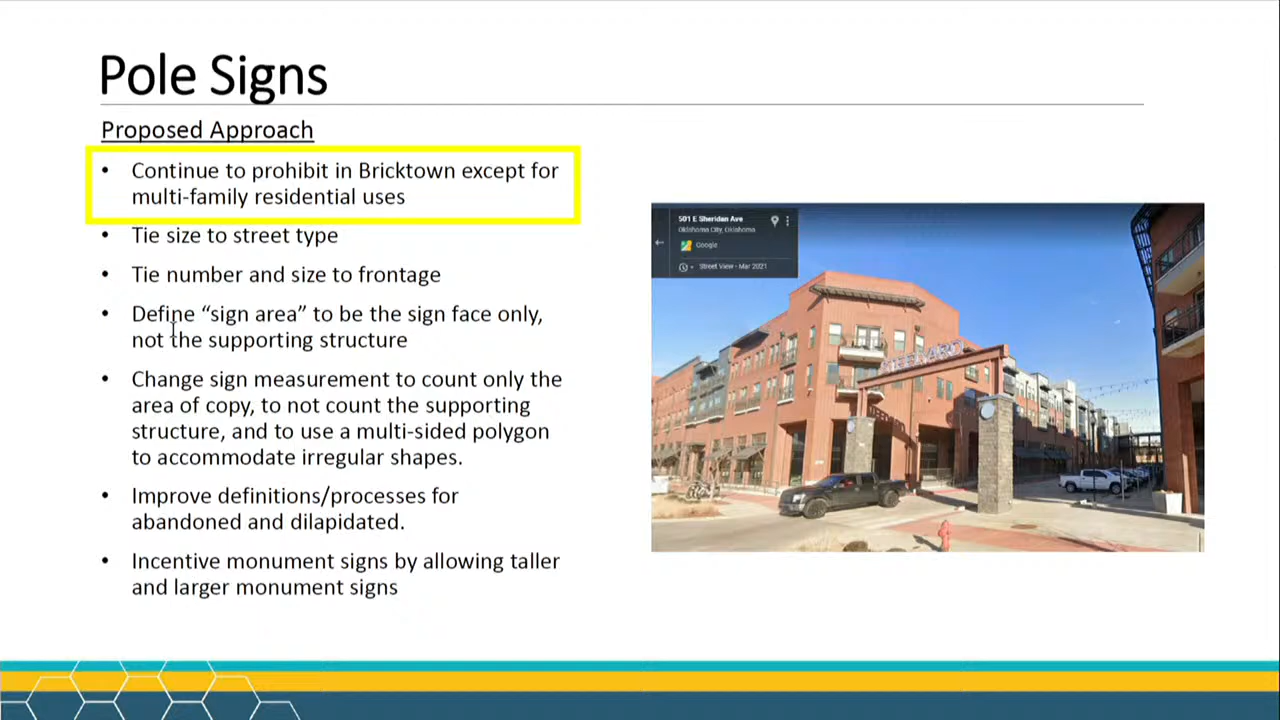 Pole Signs
Proposed Approach
• Continue to prohibit in Bricktown except for
multi-family residential uses
• Tie size to street type
• Tie number and size to frontage
• Define “sign area” to be the sign face only,
not the supporting structure
• Change sign measurement to count only the
area of copy, to not count the supporting
structure, and to use a multi-sided polygon
to accommodate irregular shapes.
• Improve definitions/processes for
abandoned and dilapidated.
• Incentive monument signs by allowing taller
and larger monument signs
501 E Sheridan Ave
Oklahoma City, Oklahoma
Google
Street View - Mar 2021